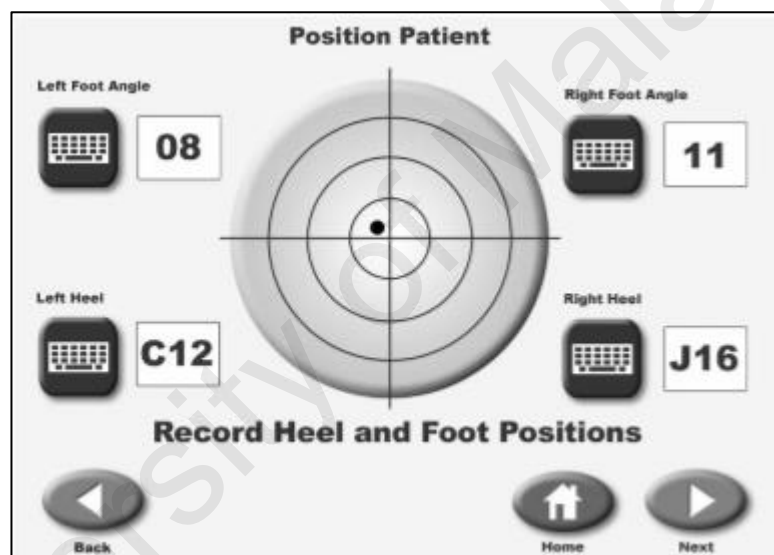 Position Patient
Left Foot Angle
Right Foot Angle
08
11
Left Heel
Right Heel
C12
J16
Record Heel and Foot Positions
Back
Home
Next